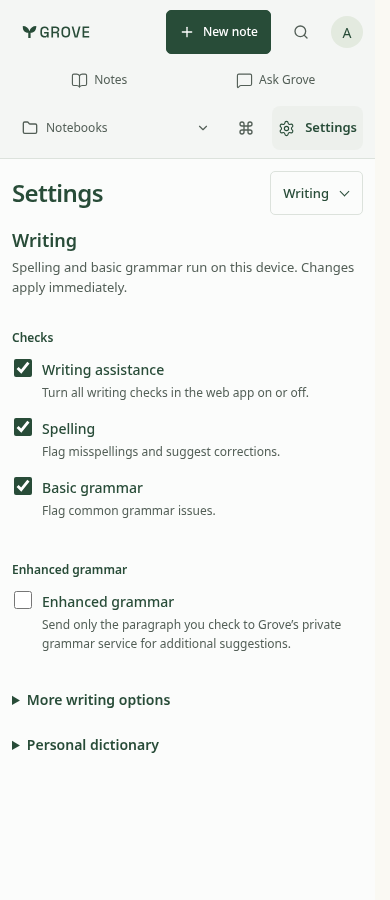 GROVE
New note
A
Notes
Ask Grove
Notebooks
Settings
Settings
Writing
Writing
Spelling and basic grammar run on this device. Changes
apply immediately.
Checks
Writing assistance
Turn all writing checks in the web app on or off.
Spelling
Flag misspellings and suggest corrections.
Basic grammar
Flag common grammar issues.
Enhanced grammar
Enhanced grammar
Send only the paragraph you check to Grove’s private
grammar service for additional suggestions.
More writing options
Personal dictionary